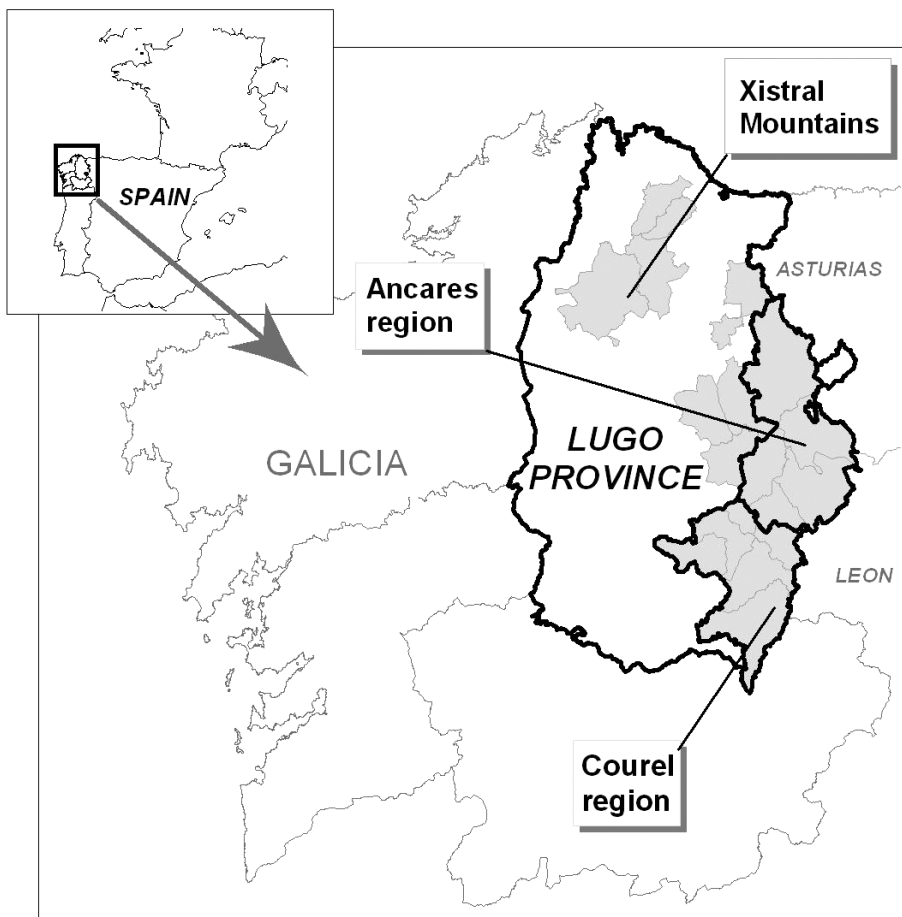 SPAIN
Xistral
Mountains
ASTURIAS
Ancares
region
GALICIA
LUGO
PROVINCE
LEON
Courel
region